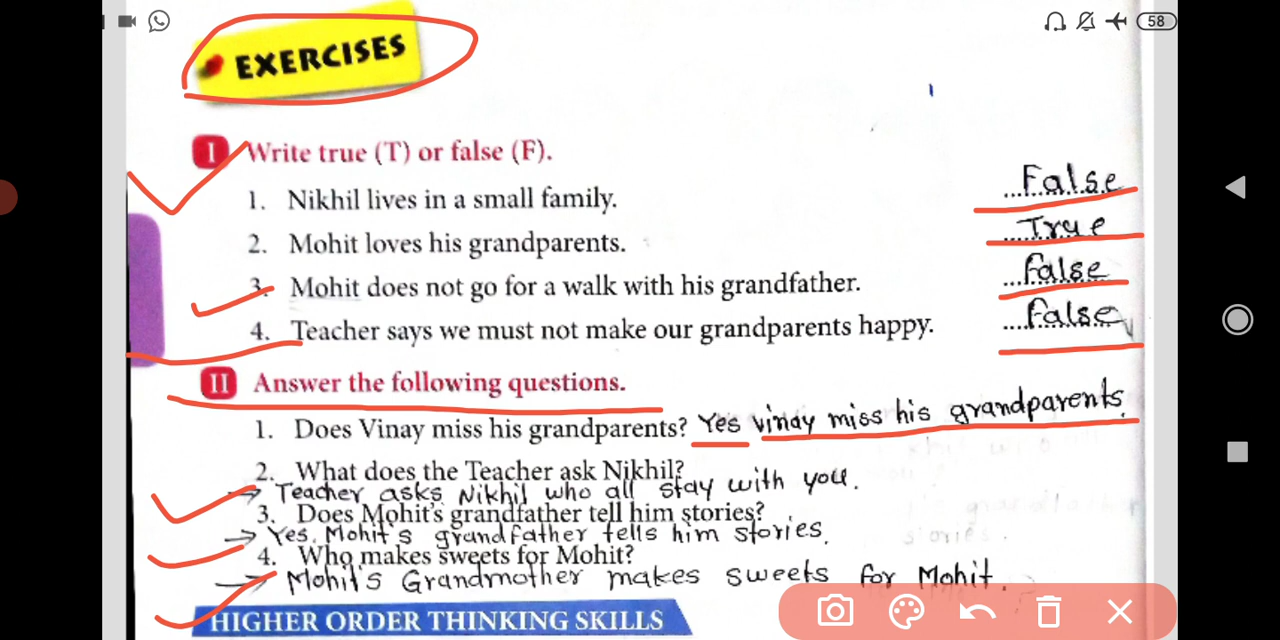 58
EXERCISES
I Write true (T) or false (F).
1. Nikhil lives in a small family. False
2. Mohit loves his grandparents. True
3. Mohit does not go for a walk with his grandfather. False
4. Teacher says we must not make our grandparents happy. False
II Answer the following questions.
1. Does Vinay miss his grandparents? Yes vinay miss his grandparents.
2. What does the Teacher ask Nikhil?
→ Teacher asks Nikhil who all stay with you.
3. Does Mohit's grandfather tell him stories?
→ Yes, Mohit's grandfather tells him stories.
4. Who makes sweets for Mohit?
→ Mohit's Grandmother makes sweets for Mohit.
HIGHER ORDER THINKING SKILLS